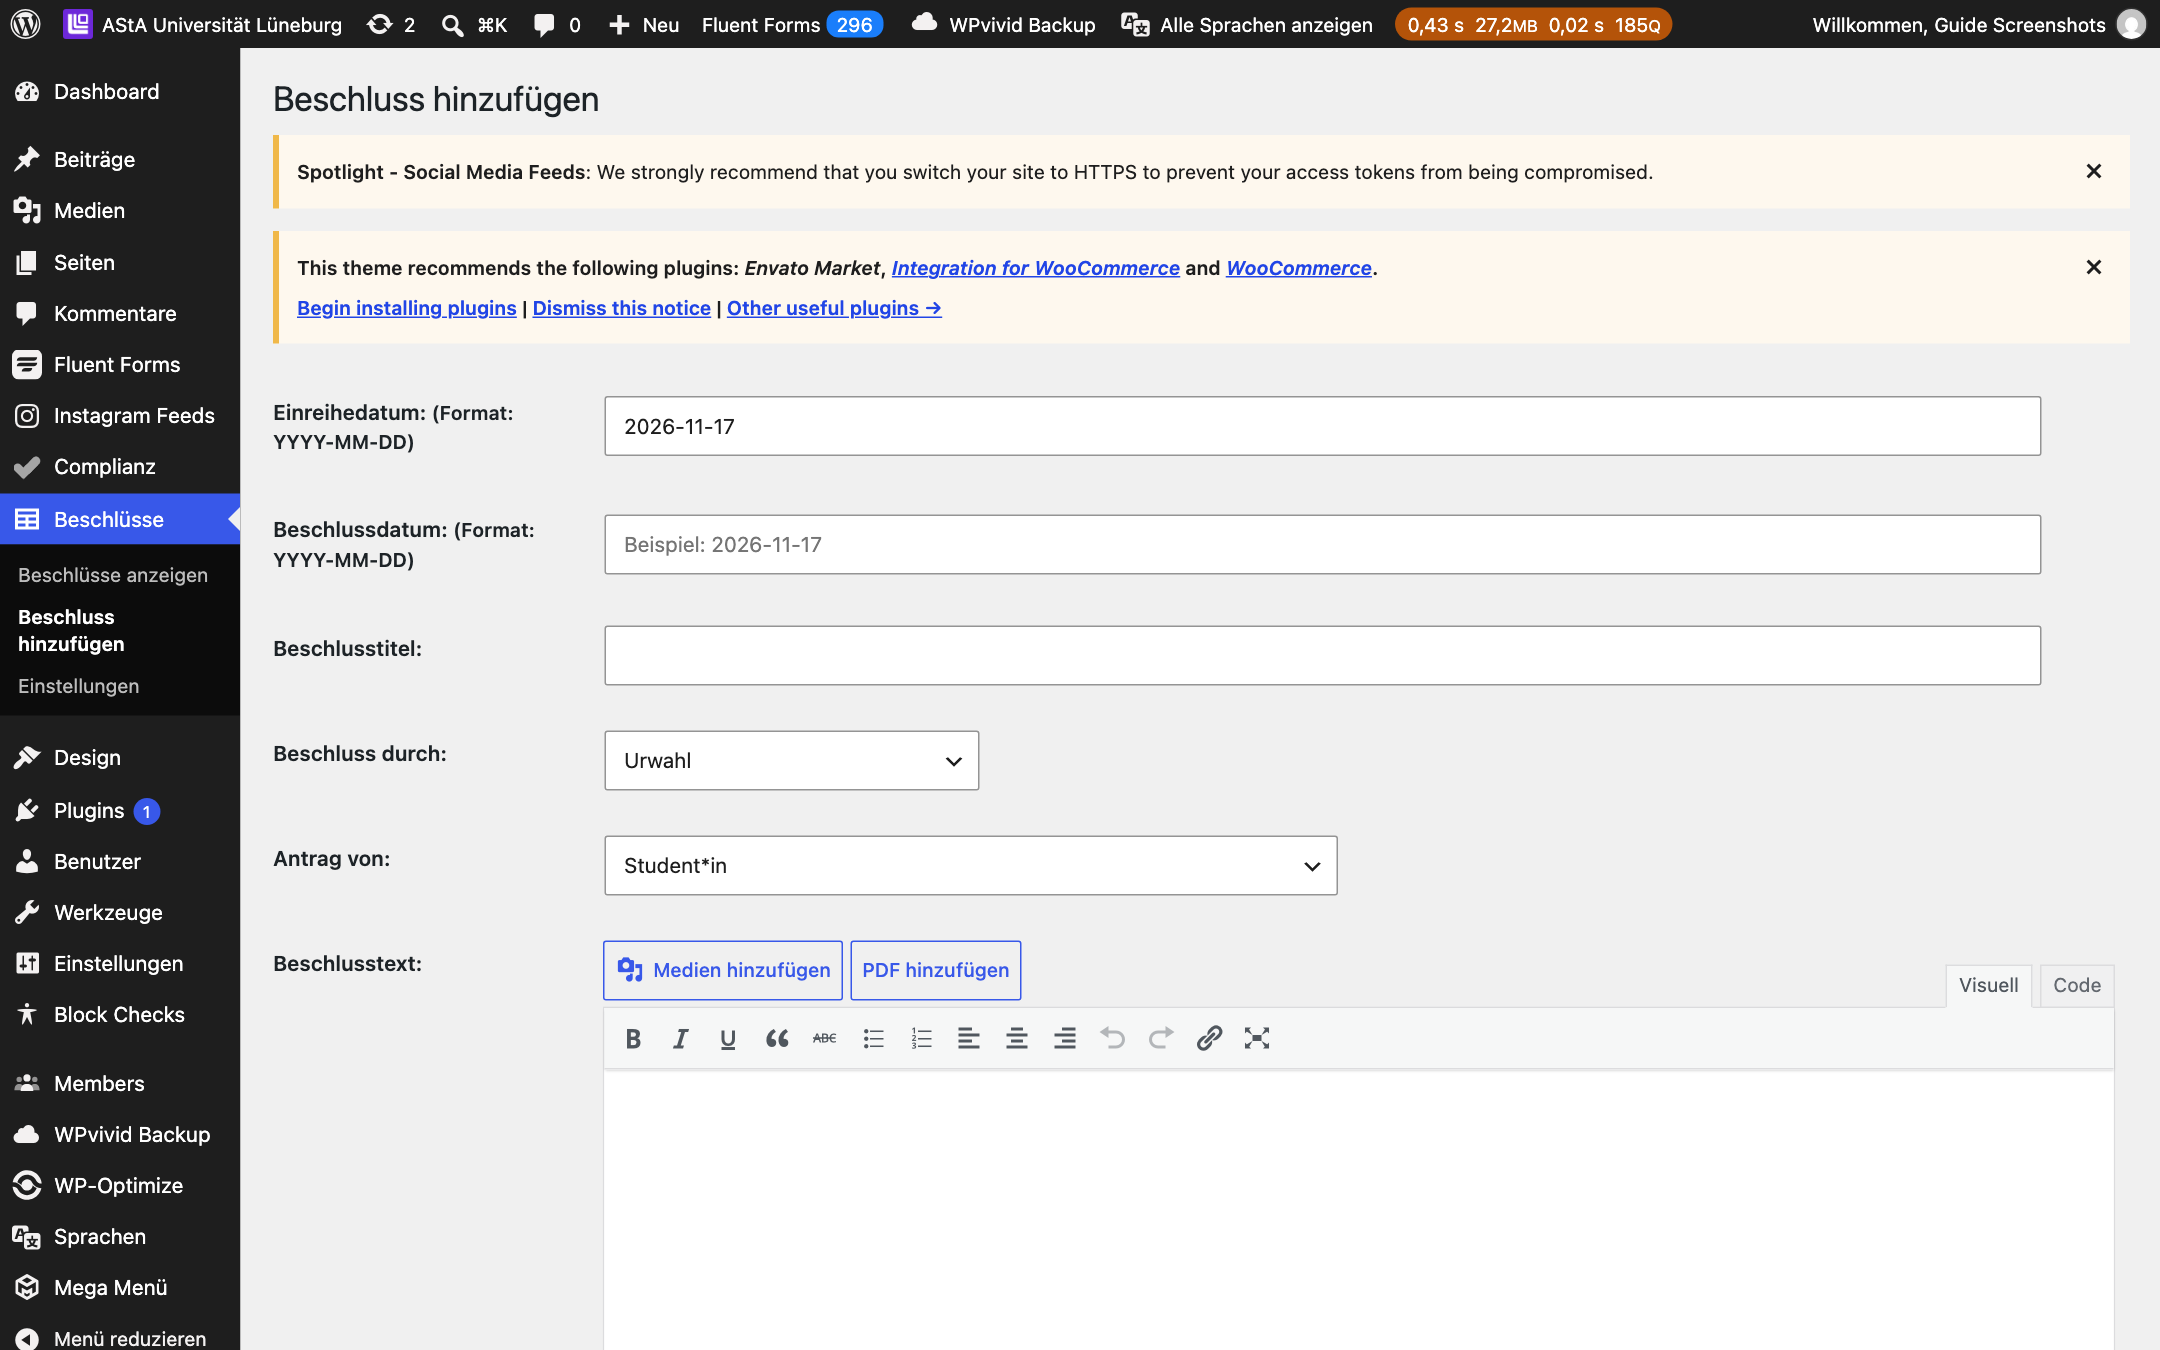 AStA Universität Lüneburg 2 ⌘K 0 Neu Fluent Forms 296 WPvivid Backup Alle Sprachen anzeigen 0,43 s 27,2MB 0,02 s 185Q Willkommen, Guide Screenshots
Dashboard
Beiträge
Medien
Seiten
Kommentare
Fluent Forms
Instagram Feeds
Complianz
Beschlüsse
Beschlüsse anzeigen
Beschluss
hinzufügen
Einstellungen
Design
Plugins 1
Benutzer
Werkzeuge
Einstellungen
Block Checks
Members
WPvivid Backup
WP-Optimize
Sprachen
Mega Menü
Menü reduzieren
Beschluss hinzufügen
Spotlight - Social Media Feeds: We strongly recommend that you switch your site to HTTPS to prevent your access tokens from being compromised.
This theme recommends the following plugins: Envato Market, Integration for WooCommerce and WooCommerce.
Begin installing plugins | Dismiss this notice | Other useful plugins →
Einreihedatum: (Format:
YYYY-MM-DD)
2026-11-17
Beschlussdatum: (Format:
YYYY-MM-DD)
Beispiel: 2026-11-17
Beschlusstitel:
Beschluss durch:
Urwahl
Antrag von:
Student*in
Beschlusstext:
Medien hinzufügen PDF hinzufügen
Visuell Code
B I U ABC